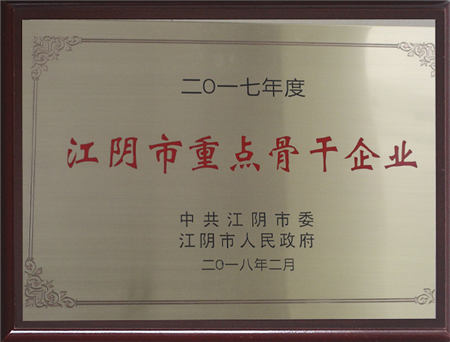 二〇一七年度
江阴市重点骨干企业
中共江阴市委
江阴市人民政府
二〇一八年二月